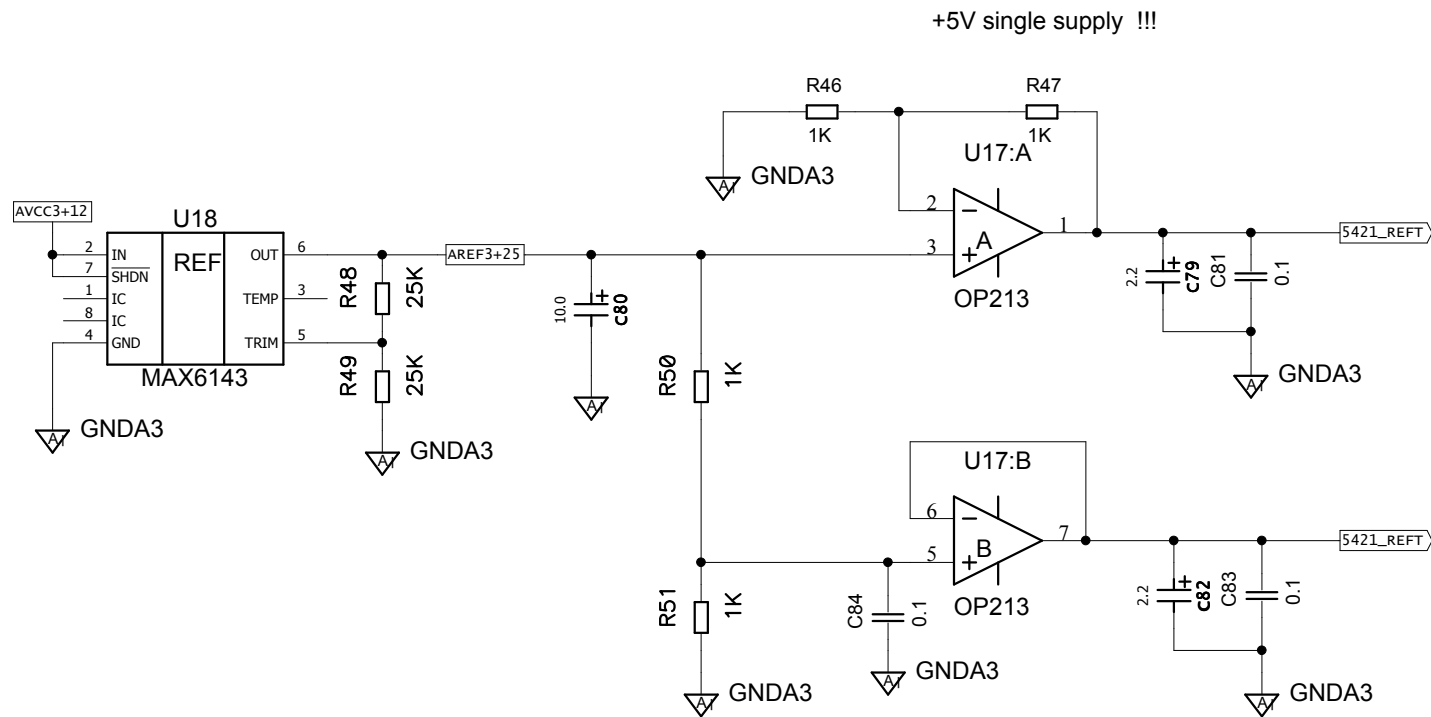 +5V single supply !!!
R46
R47
1K
1K
U17:A
GNDA3
AVCC3+12
U18
2
2 IN
OUT 6
REF
AREF3+25
3
A
1
5421_REFT
7 SHDN
1 IC
TEMP 3
8 IC
4 GND
TRIM 5
MAX6143
R48
25K
R49
25K
10.0
C80
OP213
2.2
C79
C81
0.1
GNDA3
R50
1K
GNDA3
GNDA3
U17:B
6
5
B
7
5421_REFT
OP213
R51
1K
C84
0.1
2.2
C82
C83
0.1
GNDA3
GNDA3
GNDA3